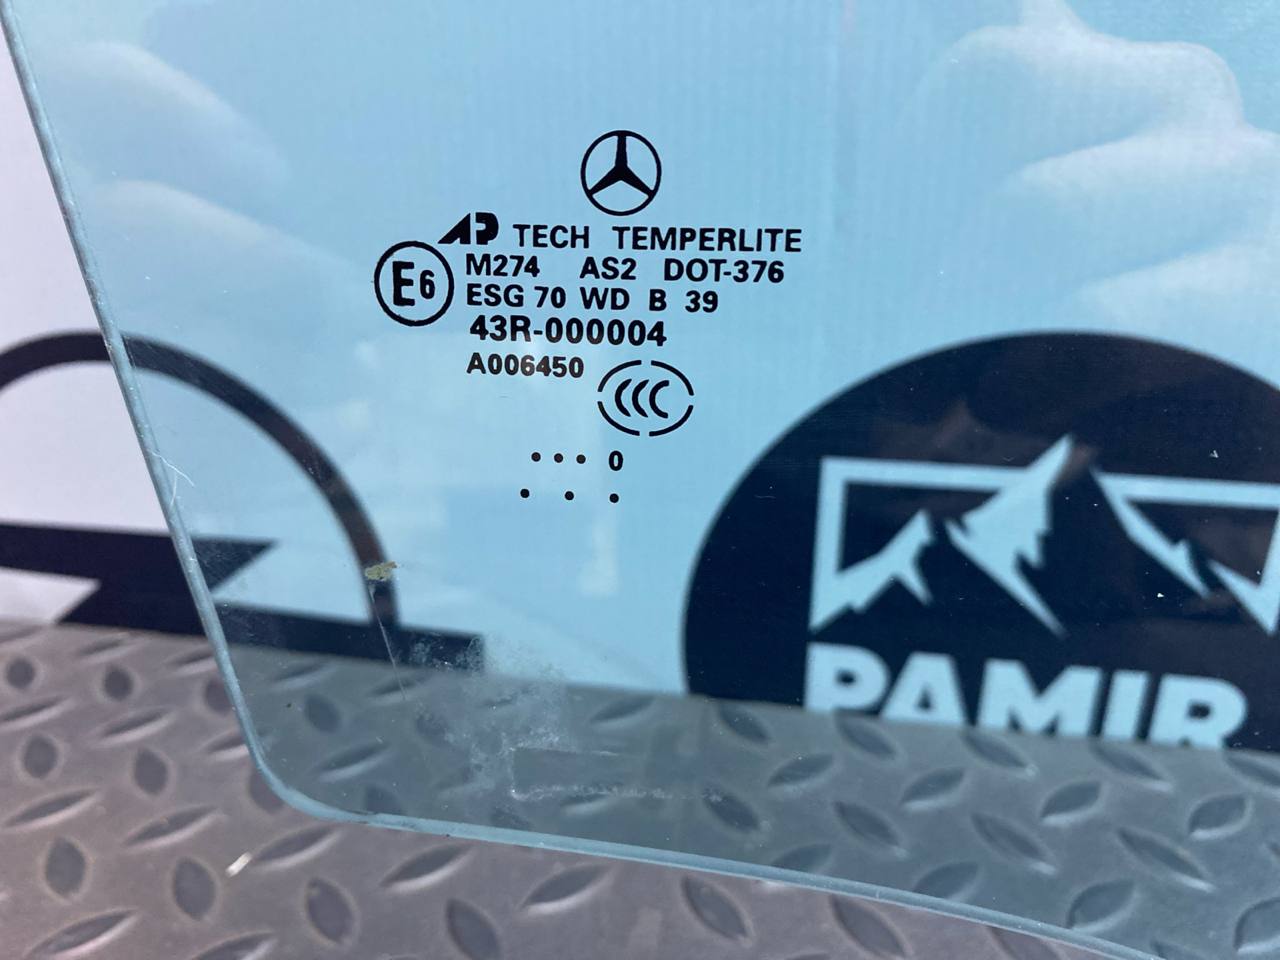 AP TECH TEMPERLITE
M274 AS2 DOT-376
E6
ESG 70 WD B 39
43R-000004
A006450
CCC
... 0
. . .
PAMIR